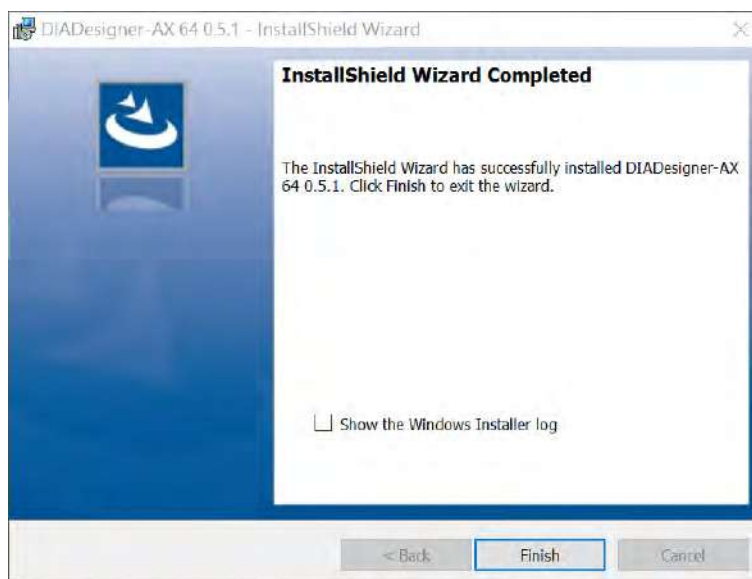 DIADesigner-AX 64 0.5.1 - InstallShield Wizard
InstallShield Wizard Completed
The InstallShield Wizard has successfully installed DIADesigner-AX
64 0.5.1. Click Finish to exit the wizard.
Show the Windows Installer log
< Back
Finish
Cancel